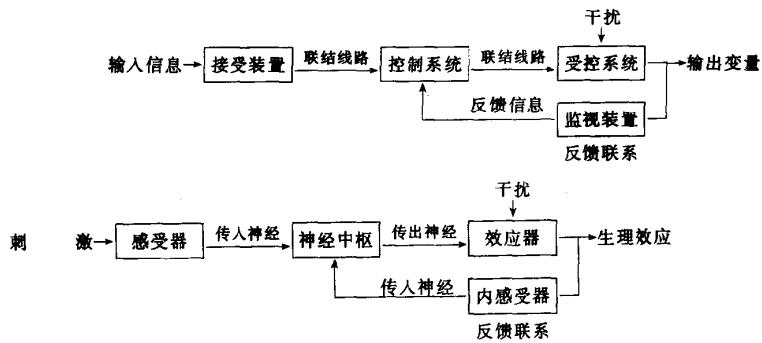 干扰
输入信息 接受装置 联结线路 控制系统 联结线路 受控系统 输出变量
反馈信息 监视装置
反馈联系
干扰
刺 激 感受器 传入神经 神经中枢 传出神经 效应器 生理效应
传入神经 内感受器
反馈联系